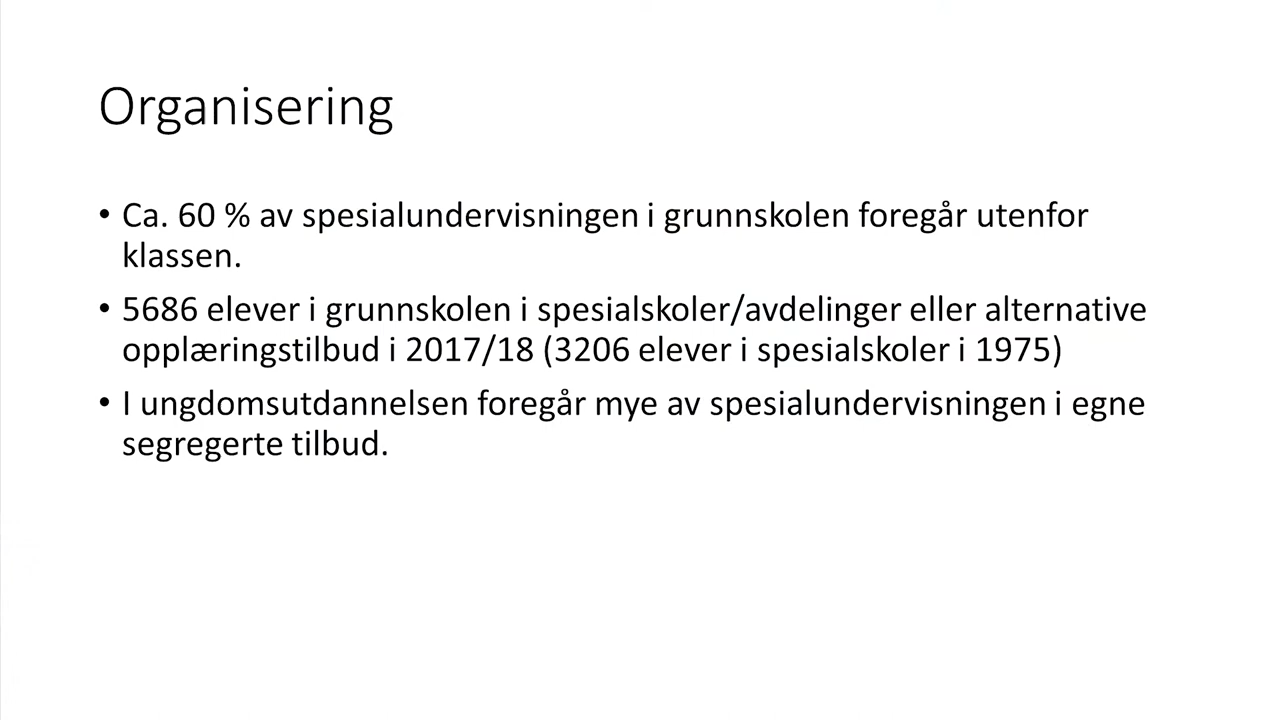 Organisering
• Ca. 60 % av spesialundervisningen i grunnskolen foregår utenfor
klassen.
• 5686 elever i grunnskolen i spesialskoler/avdelinger eller alternative
opplæringstilbud i 2017/18 (3206 elever i spesialskoler i 1975)
• I ungdomsutdannelsen foregår mye av spesialundervisningen i egne
segregerte tilbud.